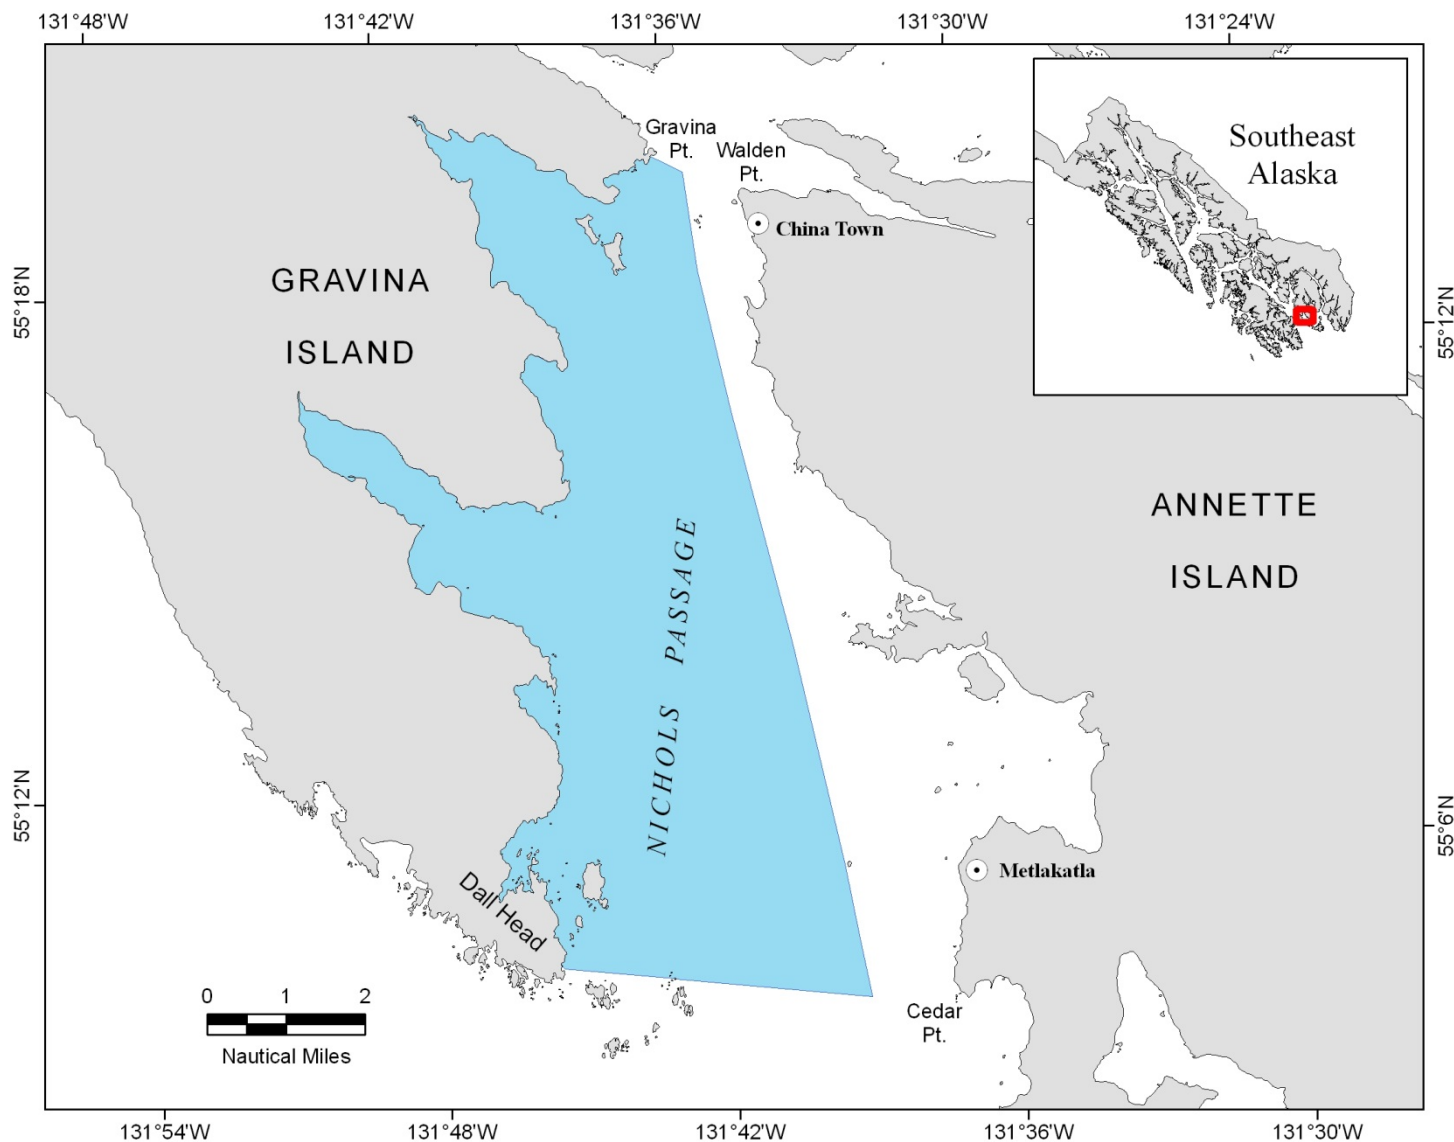 131°48'W 131°42'W 131°36'W 131°30'W 131°24'W
Gravina
Pt.
Walden
Pt.
Southeast
Alaska
China Town
GRAVINA
ISLAND
55°18'N
55°12'N
ANNETTE
ISLAND
NICHOLS PASSAGE
55°12'N
55°6'N
Metlakatla
Dall Head
Cedar
Pt.
0 1 2
Nautical Miles
131°54'W 131°48'W 131°42'W 131°36'W 131°30'W